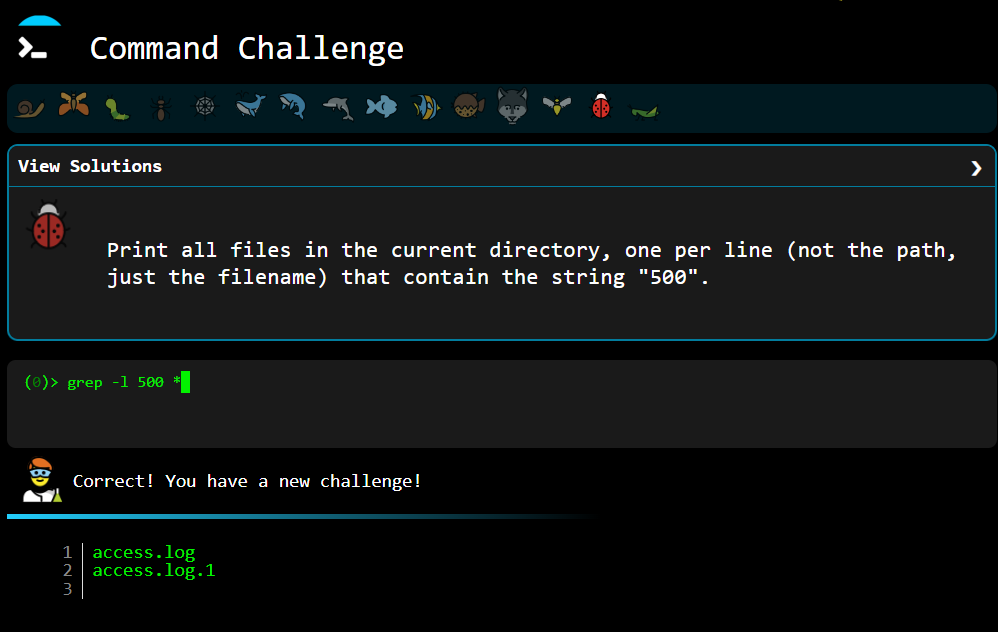 Command Challenge
View Solutions
Print all files in the current directory, one per line (not the path,
just the filename) that contain the string "500".
(0)> grep -l 500 *
Correct! You have a new challenge!
1 access.log
2 access.log.1
3